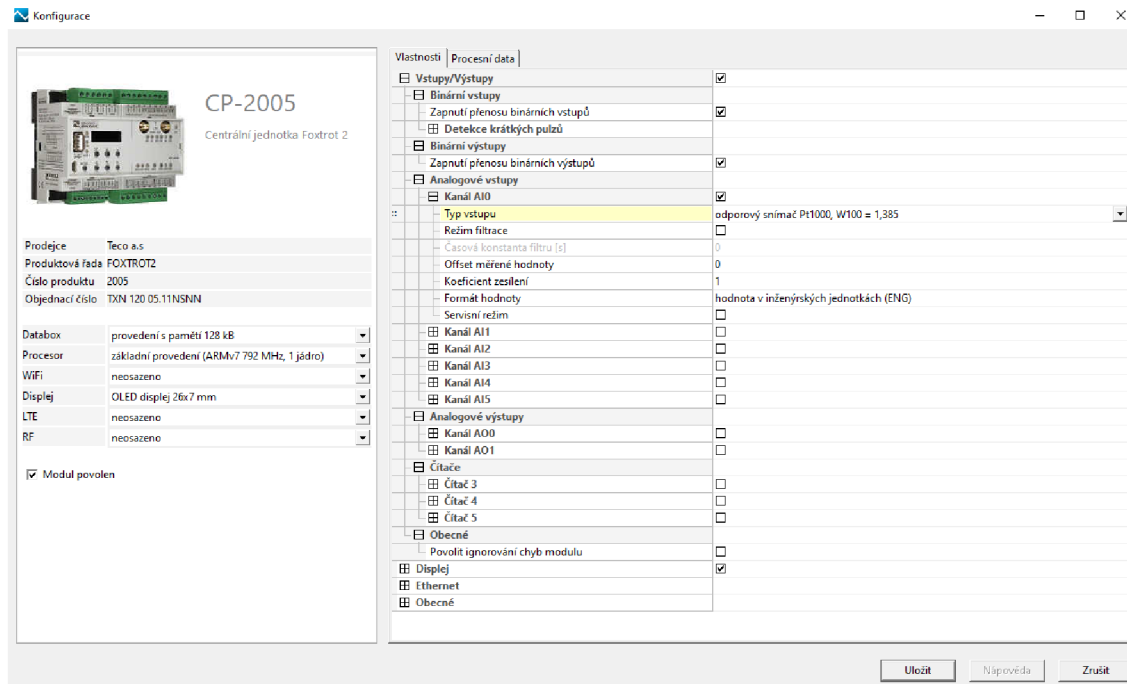 Konfigurace
CP-2005
Centrální jednotka Foxtrot 2
Prodejce Teco a.s
Produktová řada FOXTROT2
Číslo produktu 2005
Objednací číslo TXN 120 05.11NSNN
Databox provedení s pamětí 128 kB
Procesor základní provedení (ARMv7 792 MHz, 1 jádro)
WiFi neosazeno
Displej OLED displej 26x7 mm
LTE neosazeno
RF neosazeno
Modul povolen
Vlastnosti Procesní data
Vstupy/Výstupy
Binární vstupy
Zapnutí přenosu binárních vstupů
Detekce krátkých pulzů
Binární výstupy
Zapnutí přenosu binárních výstupů
Analogové vstupy
Kanál AI0
Typ vstupu odporový snímač Pt1000, W100 = 1,385
Režim filtrace
Časová konstanta filtru [s] 0
Offset měřené hodnoty 0
Koeficient zesílení 1
Formát hodnoty hodnota v inženýrských jednotkách (ENG)
Servisní režim
Kanál AI1
Kanál AI2
Kanál AI3
Kanál AI4
Kanál AI5
Analogové výstupy
Kanál AO0
Kanál AO1
Čítače
Čítač 3
Čítač 4
Čítač 5
Obecné
Povolit ignorování chyb modulu
Displej
Ethernet
Obecné
Uložit Nápověda Zrušit